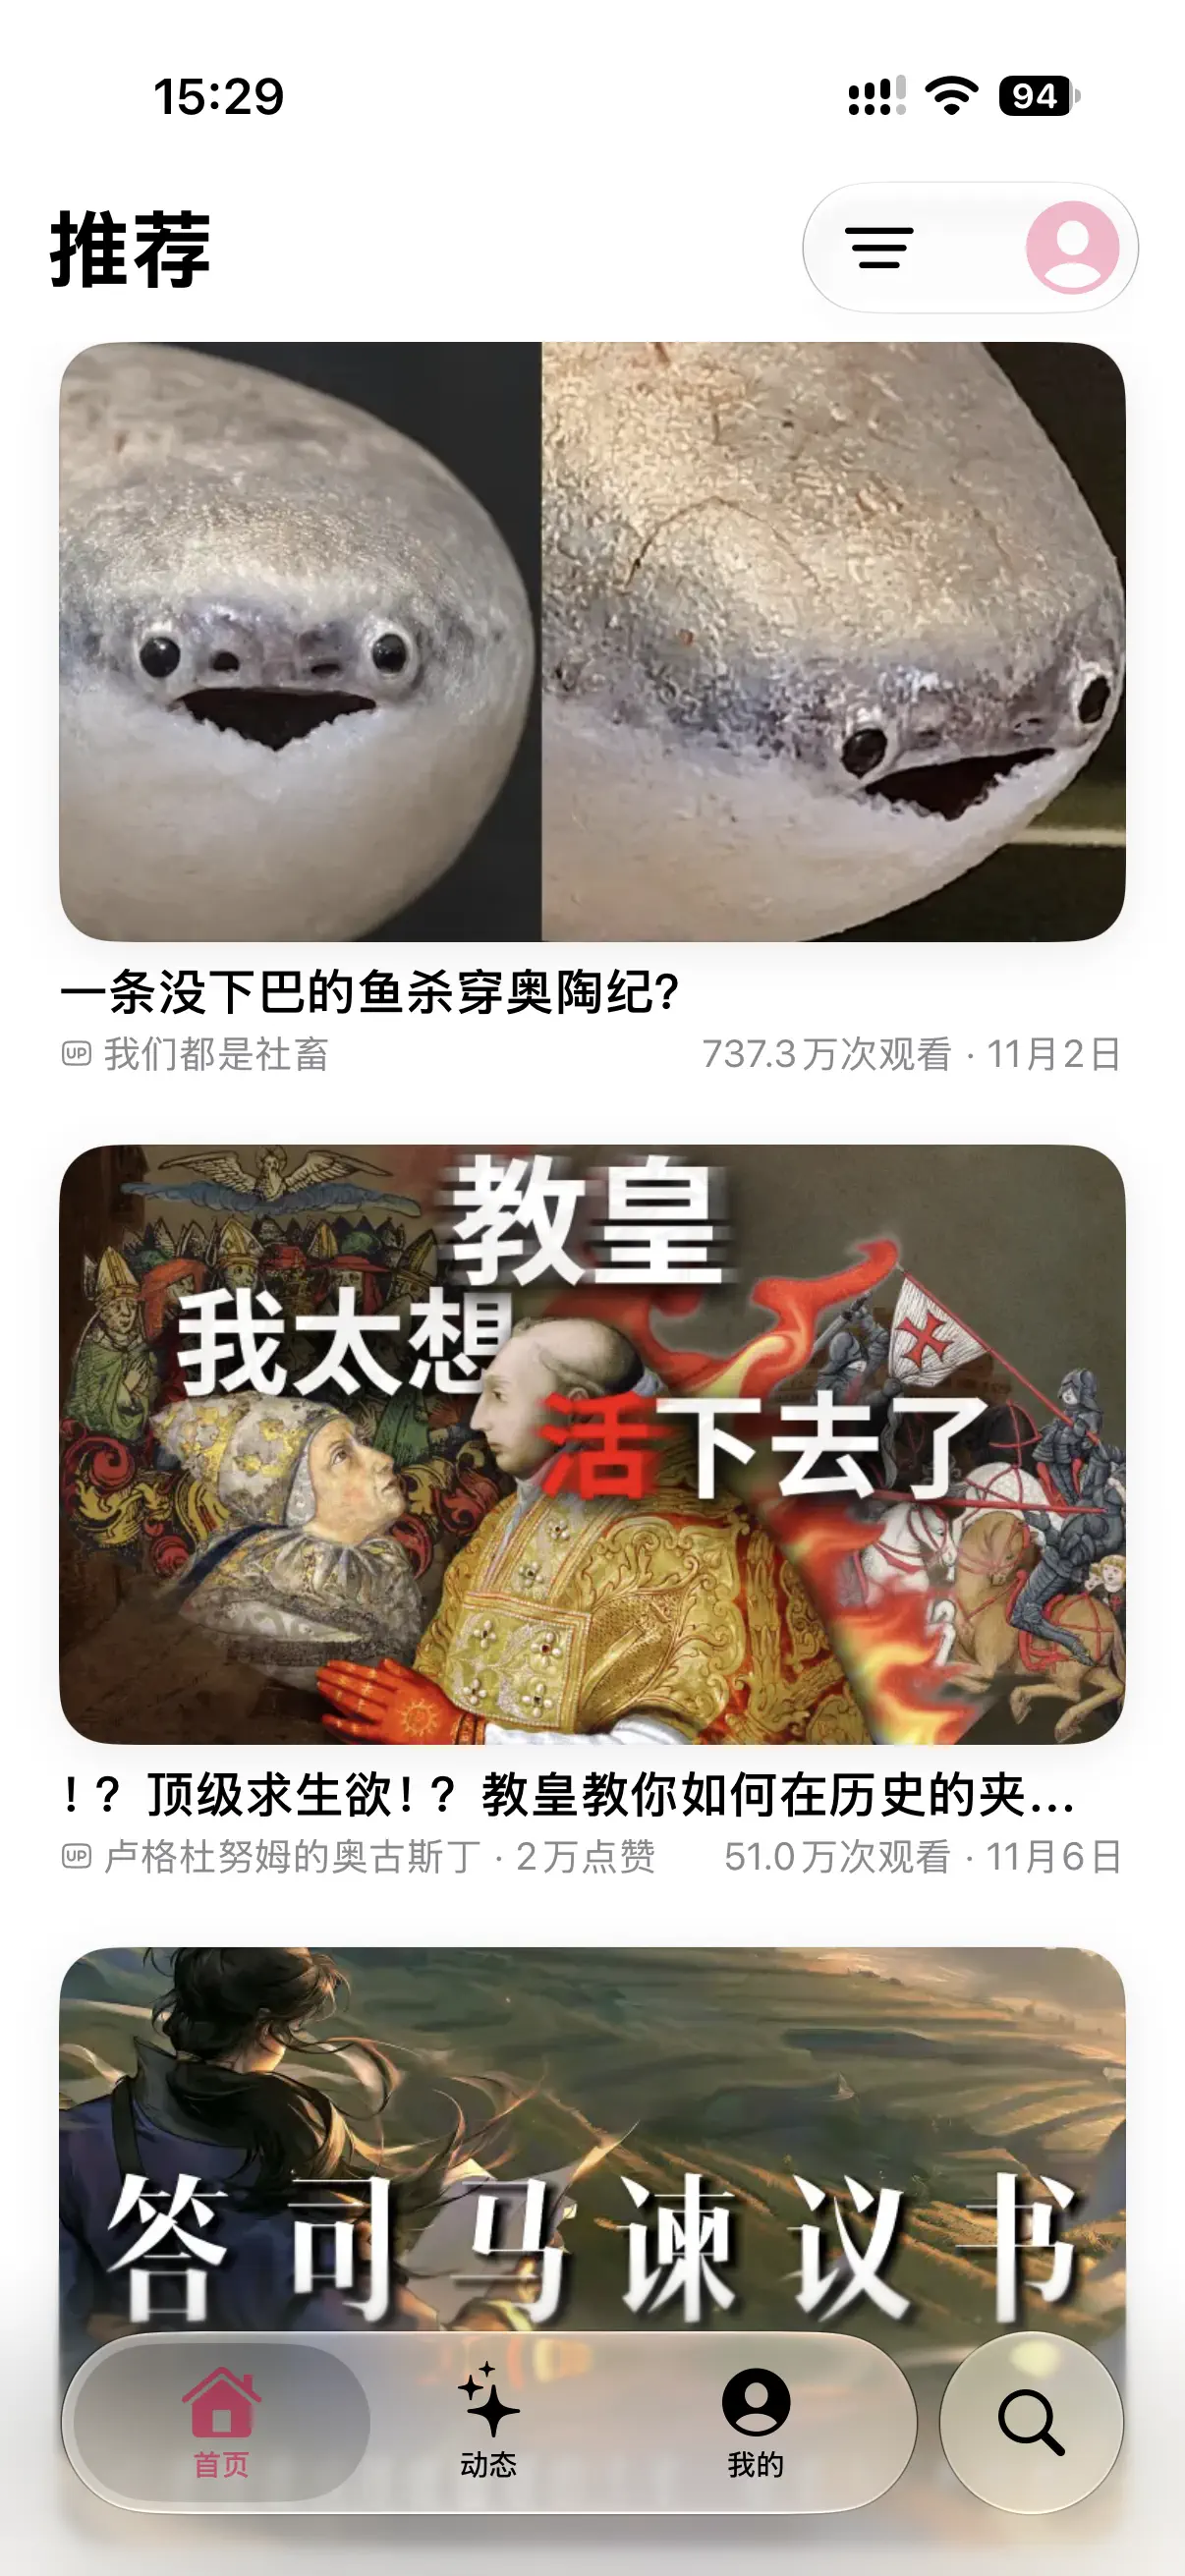 15:29
94
推荐
一条没下巴的鱼杀穿奥陶纪?
UP 我们都是社畜 737.3万次观看 · 11月2日
教皇
我太想
活下去了
！？顶级求生欲！？教皇教你如何在历史的夹...
UP 卢格杜努姆的奥古斯丁 · 2万点赞 51.0万次观看 · 11月6日
答司马谏议书
首页 动态 我的